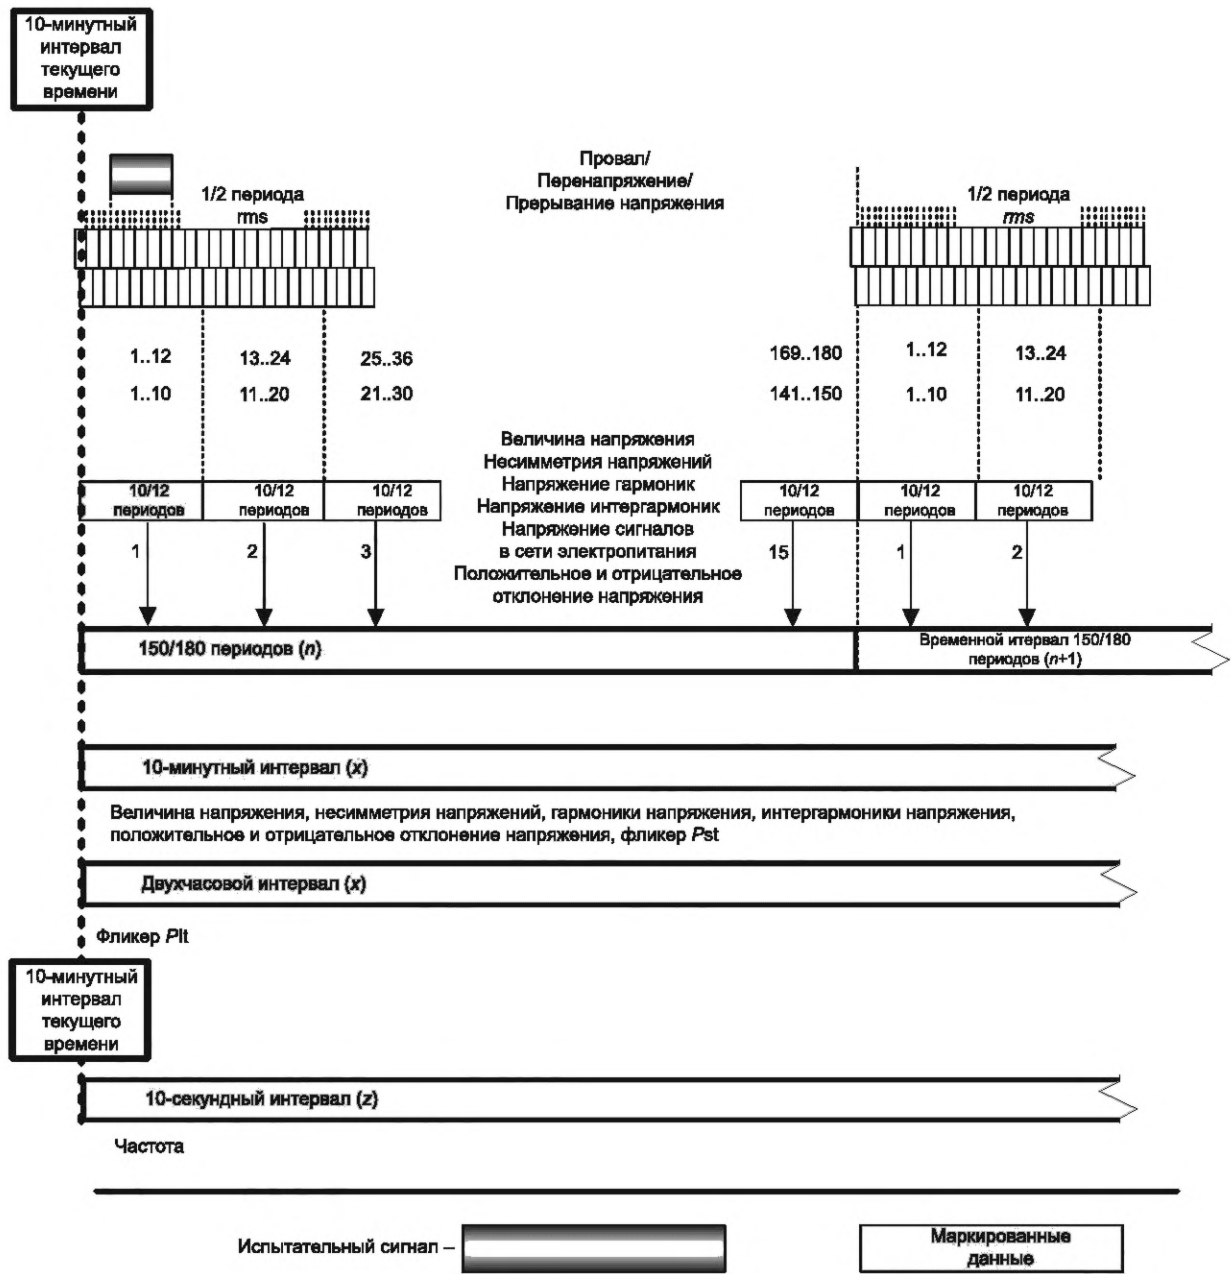 10-минутный
интервал
текущего
времени
Провал/
Перенапряжение/
Прерывание напряжения
1/2 периода
rms
1/2 периода
rms
1..12
13..24
25..36
169..180
1..12
13..24
1..10
11..20
21..30
141..150
1..10
11..20
Величина напряжения
Несимметрия напряжений
Напряжение гармоник
Напряжение интергармоник
Напряжение сигналов
в сети электропитания
Положительное и отрицательное
отклонение напряжения
10/12
периодов
10/12
периодов
10/12
периодов
10/12
периодов
10/12
периодов
10/12
периодов
1
2
3
15
1
2
150/180 периодов (n)
Временной итервал 150/180
периодов (n+1)
10-минутный интервал (x)
Величина напряжения, несимметрия напряжений, гармоники напряжения, интергармоники напряжения,
положительное и отрицательное отклонение напряжения, фликер Pst
Двухчасовой интервал (x)
Фликер Plt
10-минутный
интервал
текущего
времени
10-секундный интервал (z)
Частота
Испытательный сигнал –
Маркированные
данные